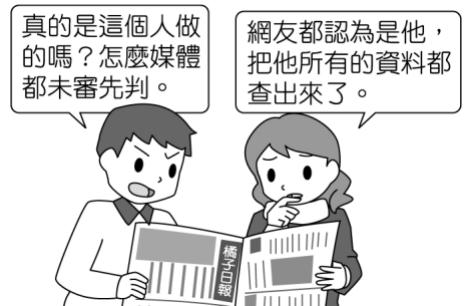 真的是這個人做
的嗎？怎麼媒體
都未審先判。
網友都認為是他，
把他所有的資料都
查出來了。
橘子日報